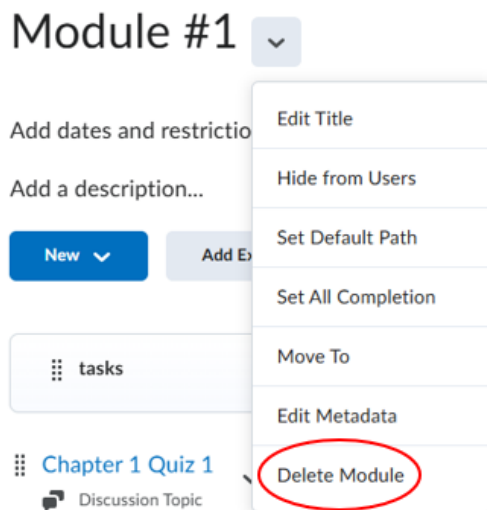 Module #1
Add dates and restrictio
Add a description...
New
Add Ex
tasks
Chapter 1 Quiz 1
Discussion Topic
Edit Title
Hide from Users
Set Default Path
Set All Completion
Move To
Edit Metadata
Delete Module